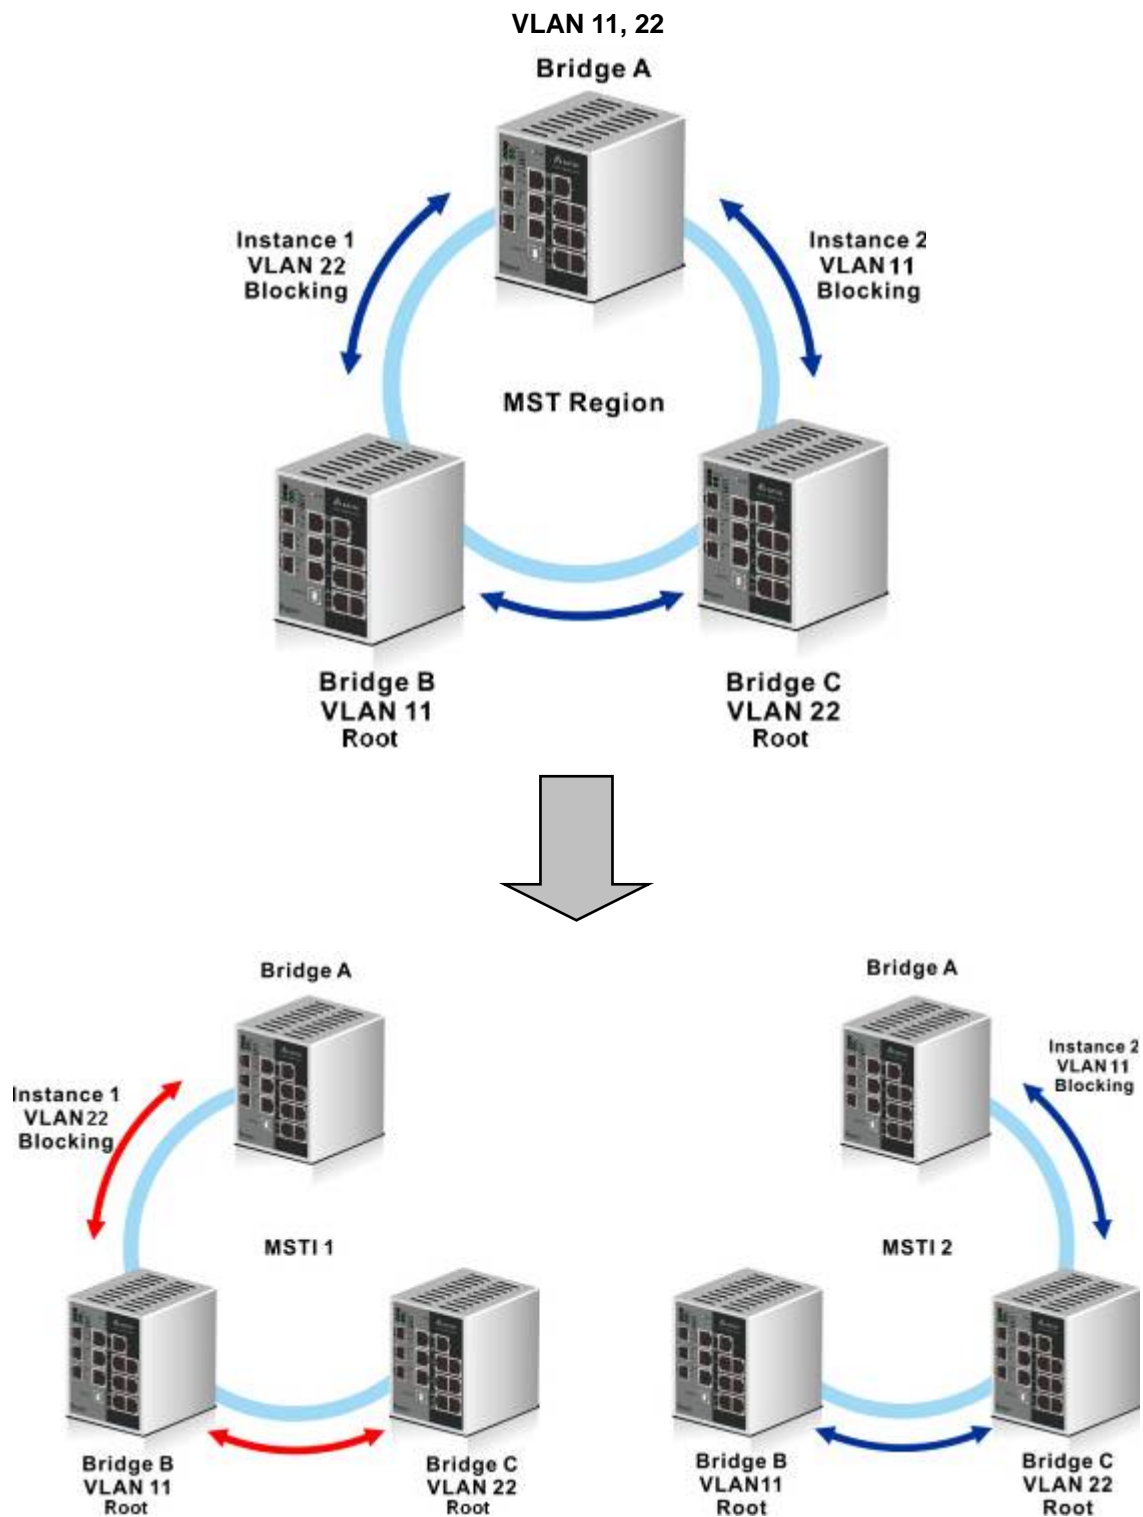 VLAN 11, 22
Bridge A
Instance 1
VLAN 22
Blocking
Instance 2
VLAN 11
Blocking
MST Region
Bridge B
VLAN 11
Root
Bridge C
VLAN 22
Root
Bridge A
Instance 1
VLAN 22
Blocking
MSTI 1
Bridge B
VLAN 11
Root
Bridge C
VLAN 22
Root
Bridge A
Instance 2
VLAN 11
Blocking
MSTI 2
Bridge B
VLAN 11
Root
Bridge C
VLAN 22
Root